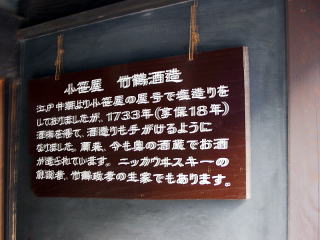 小笹屋 竹鶴酒造
江戸中期より小笹屋の屋号で塩造りを
しておりましたが、1733年(享保18年)
酒株を得て、酒造りも手がけるように
なりました。爾来、今も奥の酒蔵でお酒
が造られています。ニッカウヰスキーの
創設者、竹鶴政孝の生家でもあります。